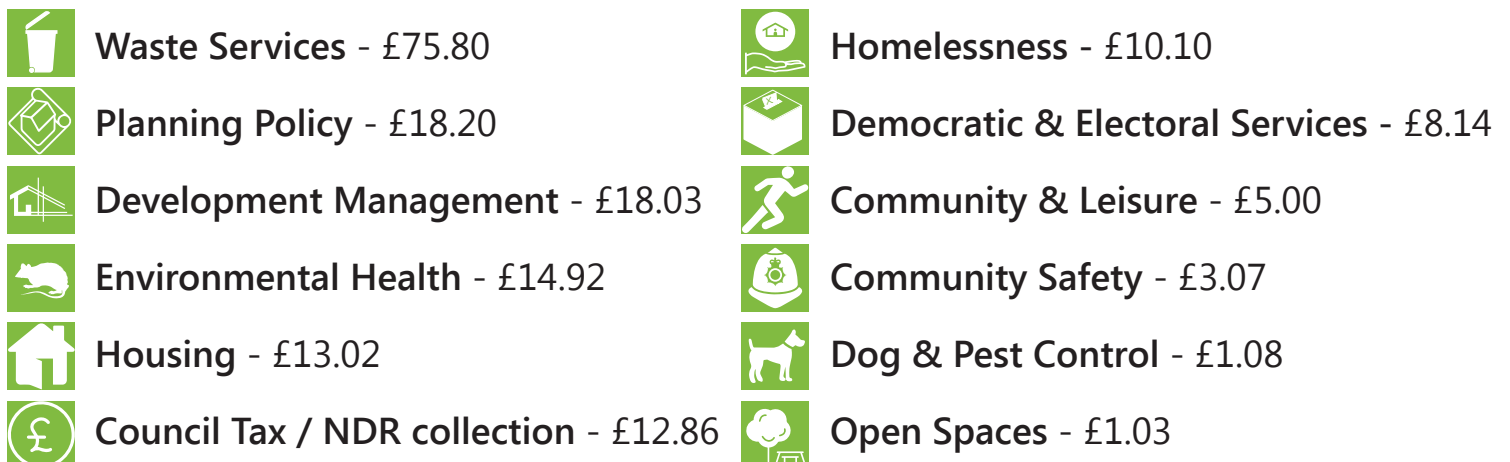 Waste Services - £75.80
Planning Policy - £18.20
Development Management - £18.03
Environmental Health - £14.92
Housing - £13.02
£
Council Tax / NDR collection - £12.86
Homelessness - £10.10
x
Democratic & Electoral Services - £8.14
Community & Leisure - £5.00
Community Safety - £3.07
Dog & Pest Control - £1.08
Open Spaces - £1.03